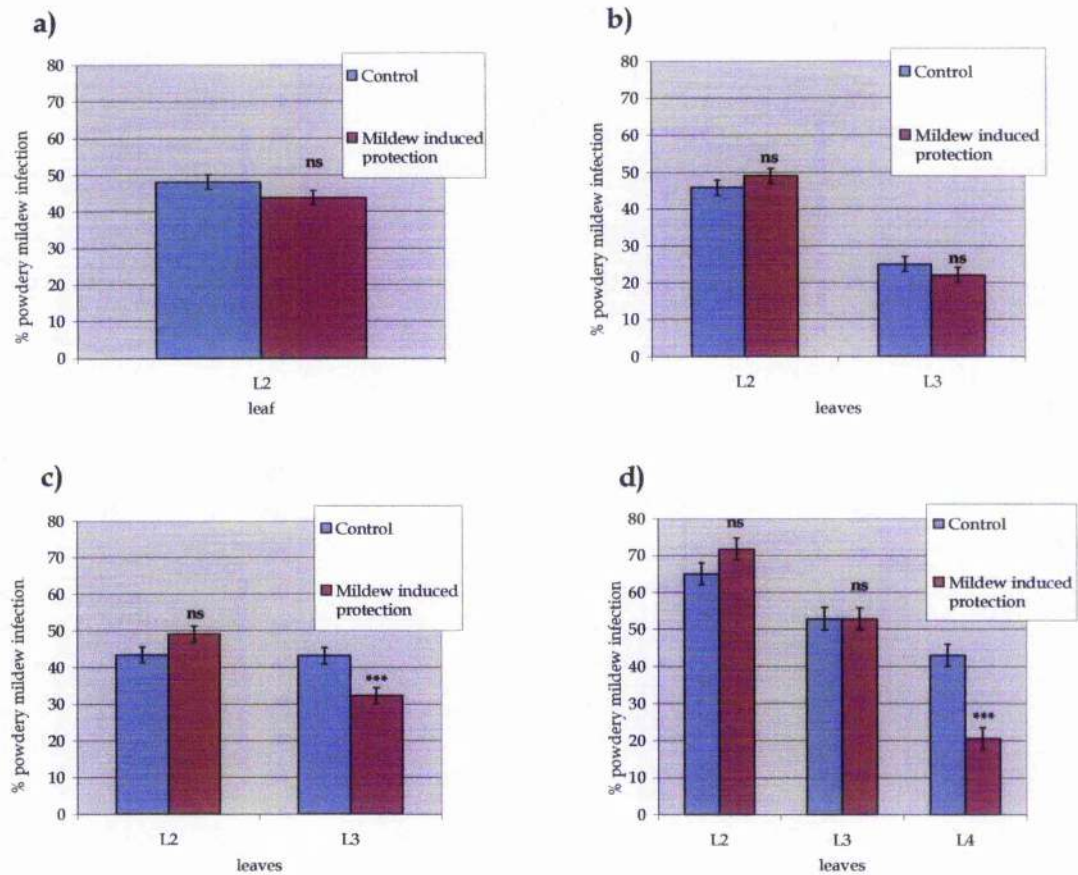 a)
% powdery mildew infection
80
70
60
50
40
30
20
10
0
Control
Mildew induced
protection
ns
L2
leaf
b)
% powdery mildew infection
80
70
60
50
40
30
20
10
0
Control
Mildew induced
protection
ns
ns
L2 L3
leaves
c)
% powdery mildew infection
80
70
60
50
40
30
20
10
0
Control
Mildew induced
protection
ns
***
L2 L3
leaves
d)
% powdery mildew infection
80
70
60
50
40
30
20
10
0
Control
Mildew induced
protection
ns
ns
***
L2 L3 L4
leaves